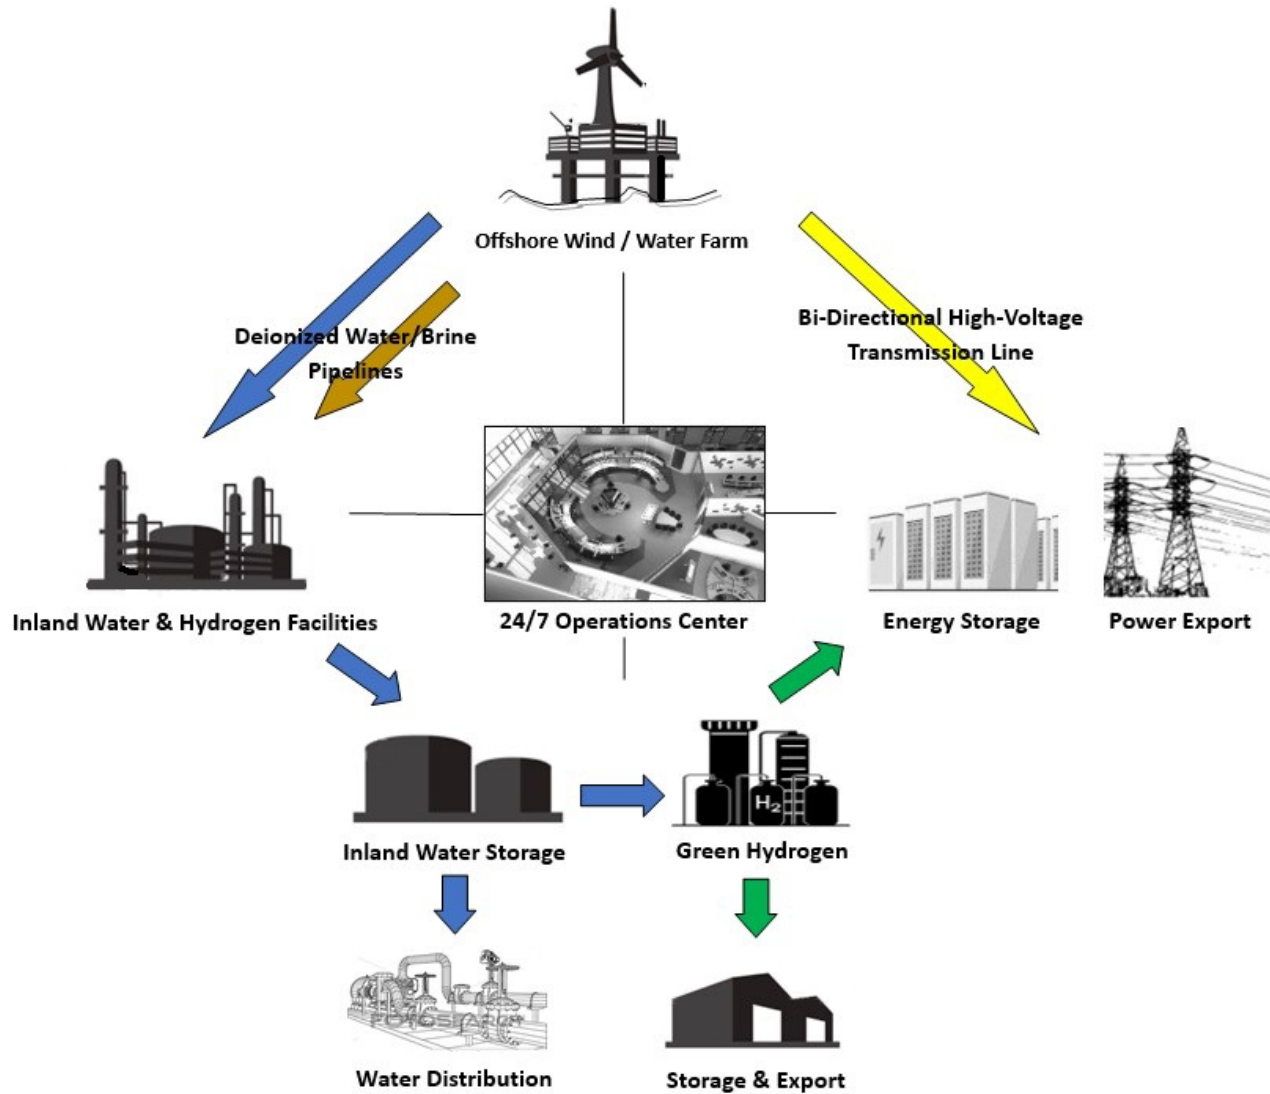 Offshore Wind / Water Farm
Deionized Water/Brine
Pipelines
Bi-Directional High-Voltage
Transmission Line
Inland Water & Hydrogen Facilities
24/7 Operations Center
Energy Storage
Power Export
H2
Inland Water Storage
Green Hydrogen
Water Distribution
Storage & Export